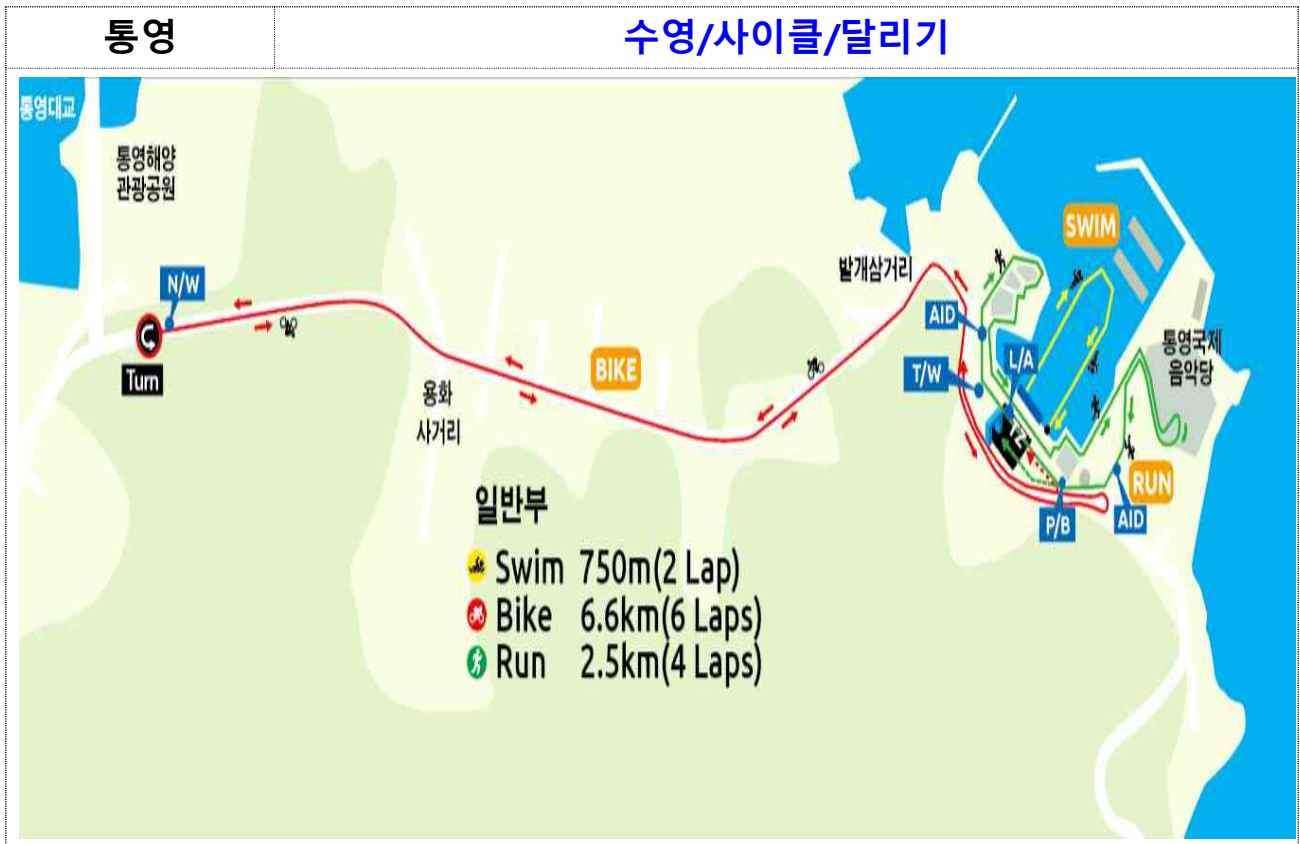 통영
수영/사이클/달리기
통영대교
통영해양
관광공원
N/W
Turn
용화
사거리
BIKE
발개삼거리
SWIM
AID
T/W
L/A
TZ
통영국제
음악당
RUN
AID
P/B
일반부
Swim 750m(2 Lap)
Bike 6.6km(6 Laps)
Run 2.5km(4 Laps)